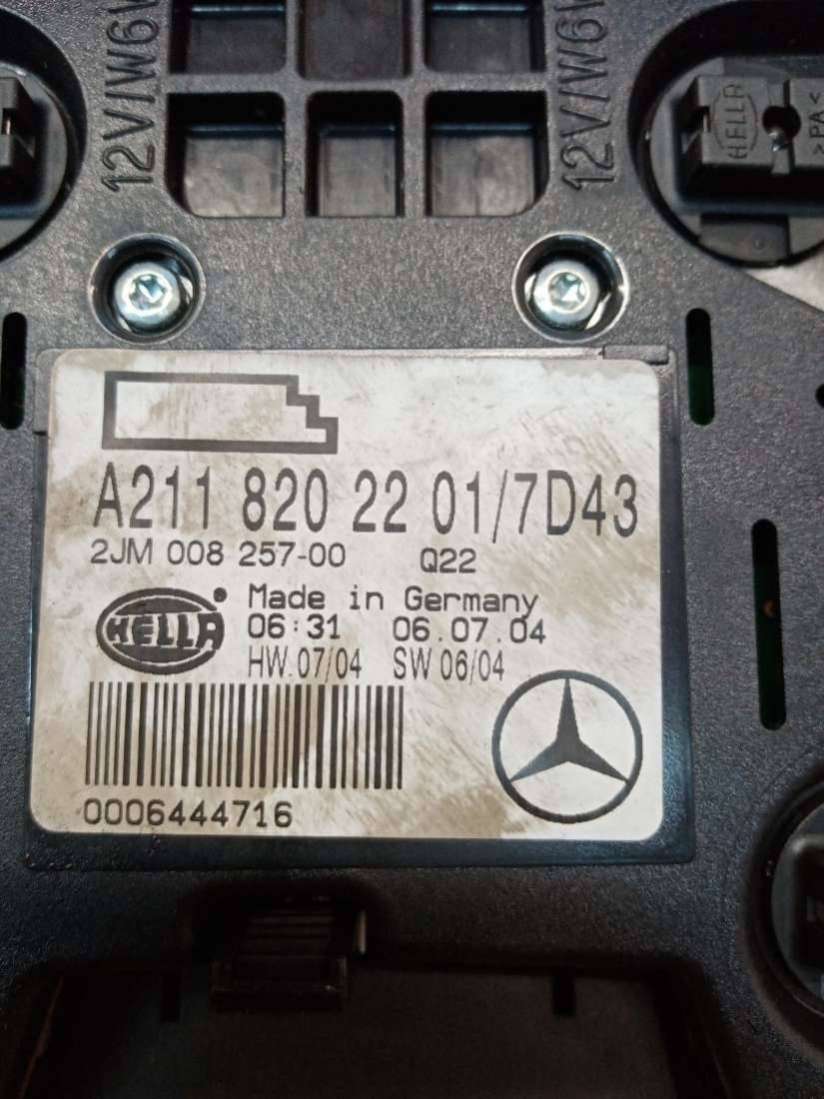 12V/W6W
12V/W6
HELLA
>PA<
A211 820 22 01/7D43
2JM 008 257-00 Q22
HELLA ®
Made in Germany
06:31 06.07.04
HW.07/04 SW 06/04
0006444716